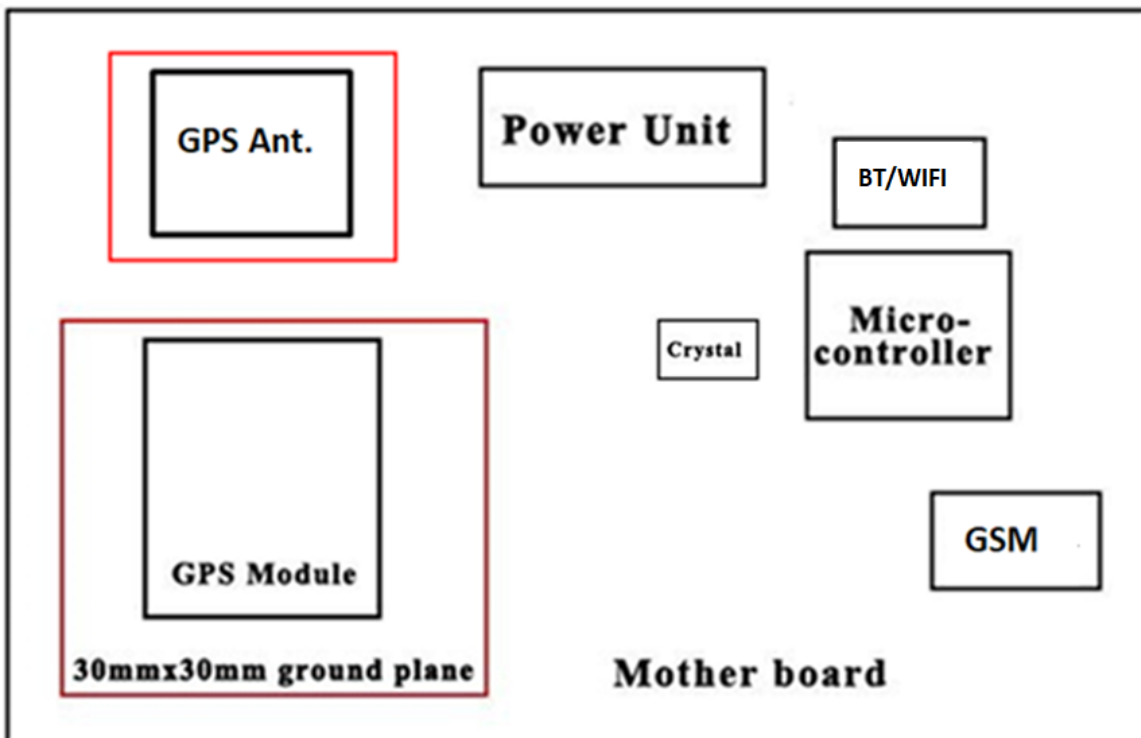 GPS Ant.
Power Unit
BT/WIFI
Micro-
controller
Crystal
GSM
GPS Module
30mmx30mm ground plane
Mother board